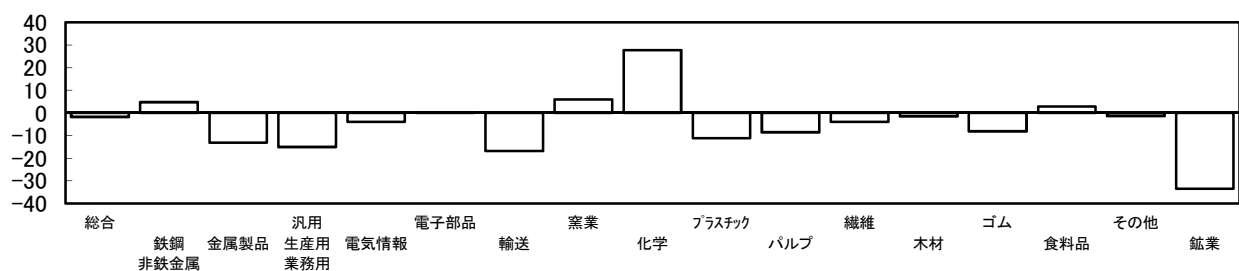 40
30
20
10
0
-10
-20
-30
-40
総合
鉄鋼
非鉄金属
金属製品
汎用
生産用
業務用
電気情報
電子部品
輸送
窯業
化学
プラスチック
パルプ
繊維
木材
ゴム
食料品
その他
鉱業